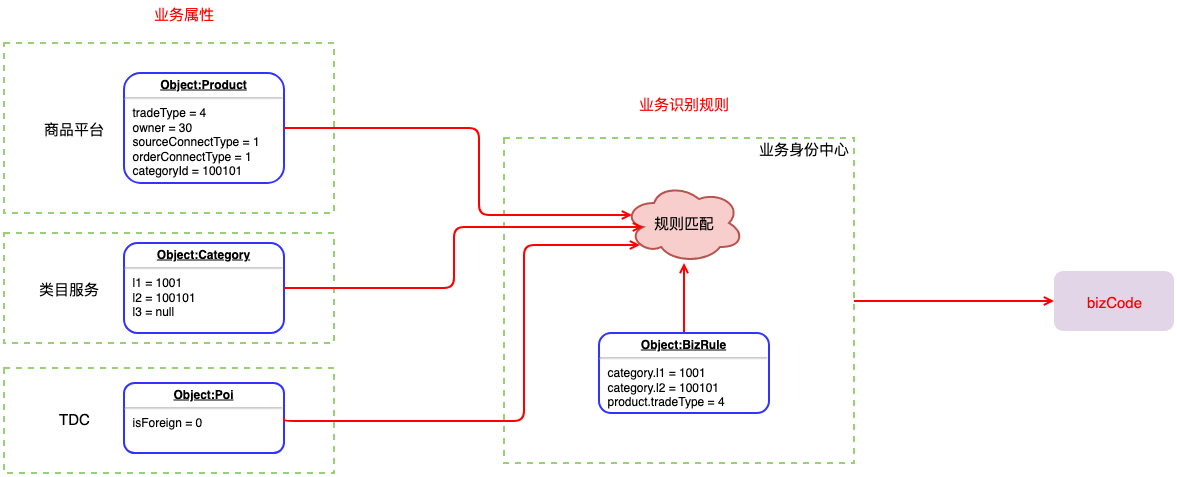 业务属性
商品平台
Object:Product
tradeType = 4
owner = 30
sourceConnectType = 1
orderConnectType = 1
categoryId = 100101
类目服务
Object:Category
l1 = 1001
l2 = 100101
l3 = null
TDC
Object:Poi
isForeign = 0
业务识别规则
业务身份中心
规则匹配
Object:BizRule
category.l1 = 1001
category.l2 = 100101
product.tradeType = 4
bizCode